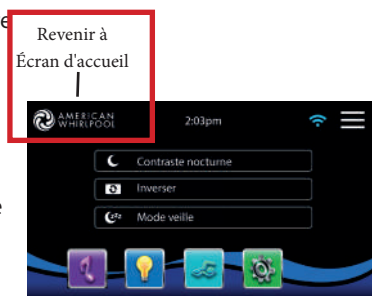 e
Revenir à
Écran d'accueil
AMERICAN
WHIRLPOOL
2:03pm
Contraste nocturne
Inverser
Mode veille
e